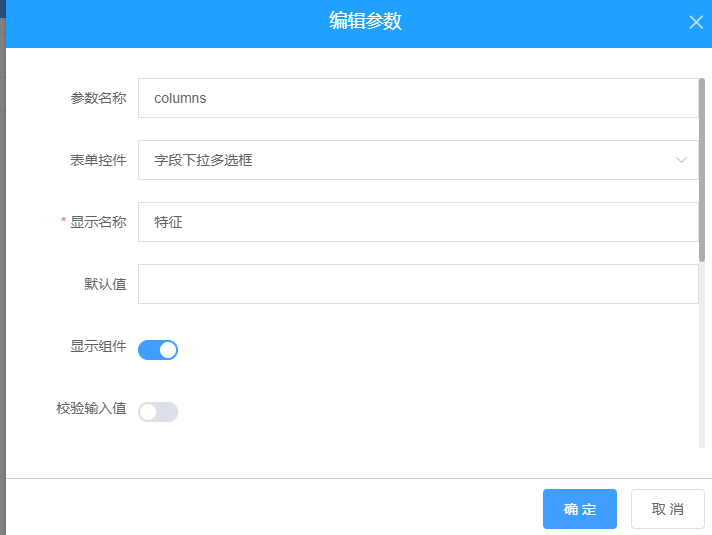 编辑参数
参数名称 columns
表单控件 字段下拉多选框
* 显示名称 特征
默认值
显示组件
校验输入值
确 定 取 消